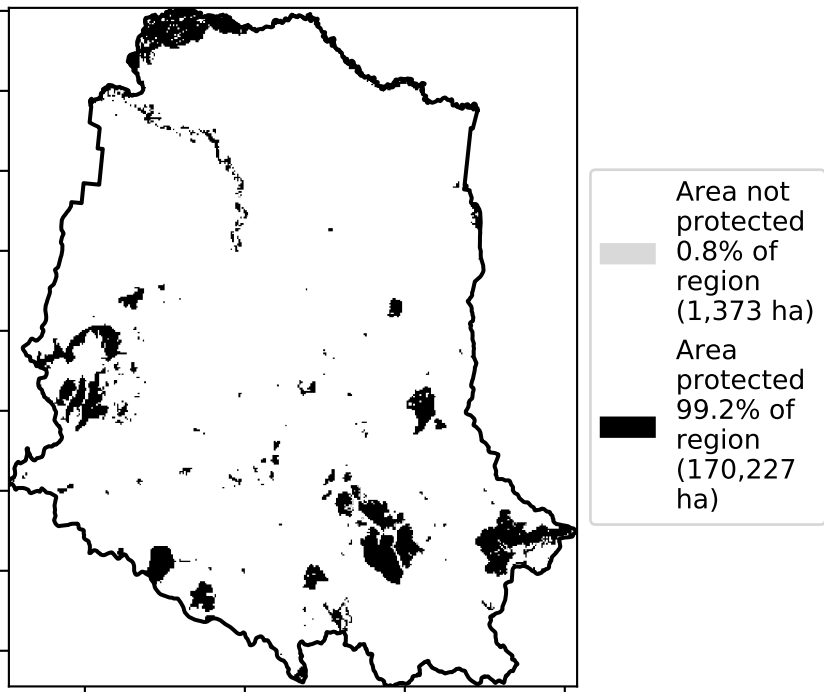 Area not
protected
0.8% of
region
(1,373 ha)
Area
protected
99.2% of
region
(170,227
ha)